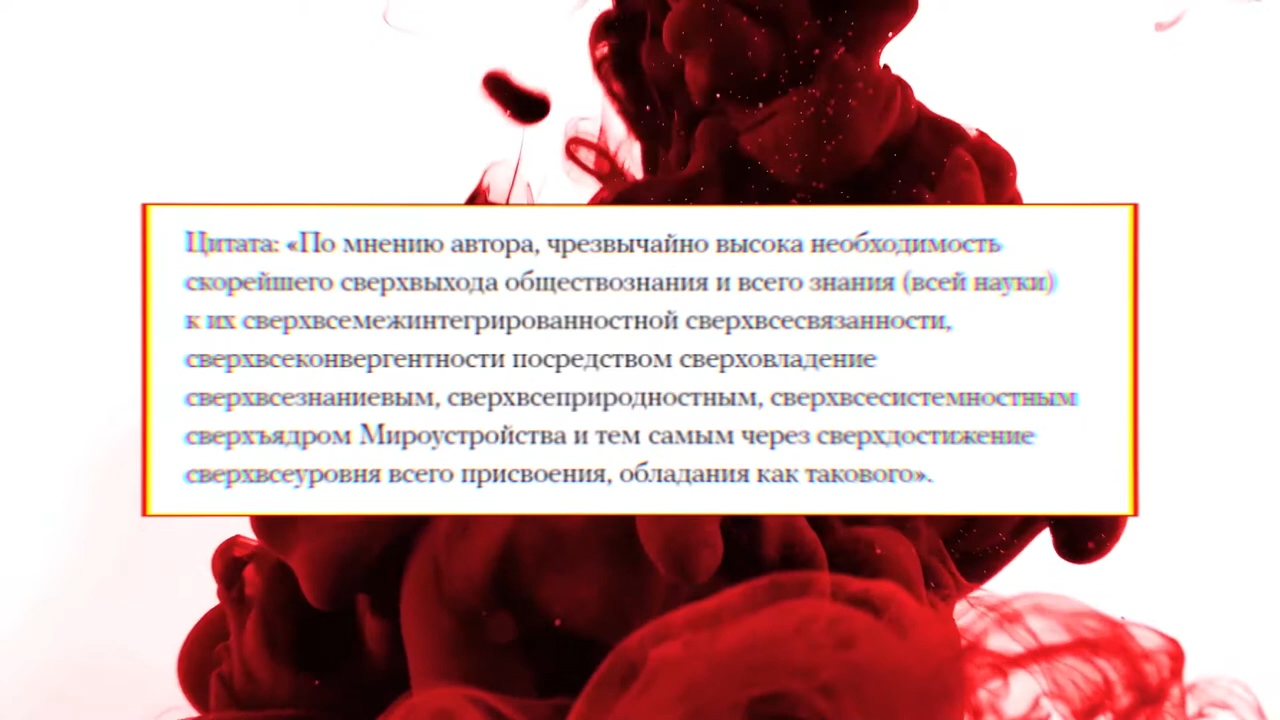 Цитата: «По мнению автора, чрезвычайно высока необходимость
скорейшего сверхвыхода обществознания и всего знания (всей науки)
к их сверхвсемежинтегрированностной сверхвсесвязанности,
сверхвсеконвергентности посредством сверховладение
сверхвсезнаниевым, сверхвсеприродностным, сверхвсесистемностным
сверхъядром Мироустройства и тем самым через сверхдостижение
сверхвсеуровня всего присвоения, обладания как такового».